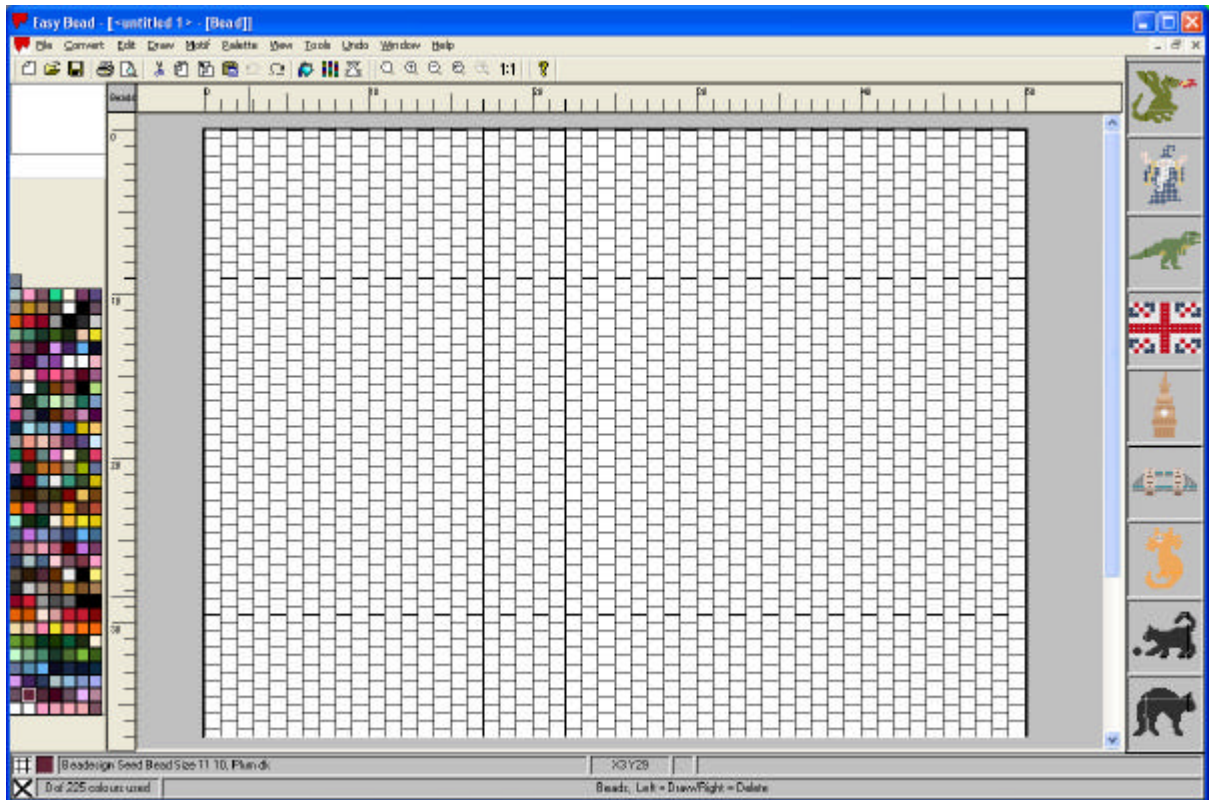 Easy Bead - [<untitled 1> - [Bead]]
File Convert Edit Draw Motif Palette View Tools Undo Window Help
1:1
Beads 0 10 20 30 40 50
0
10
20
30
Beadesign Seed Bead Size 11 10, Plum dk X3Y29
0 of 225 colours used Beads, Left = Draw/Right = Delete